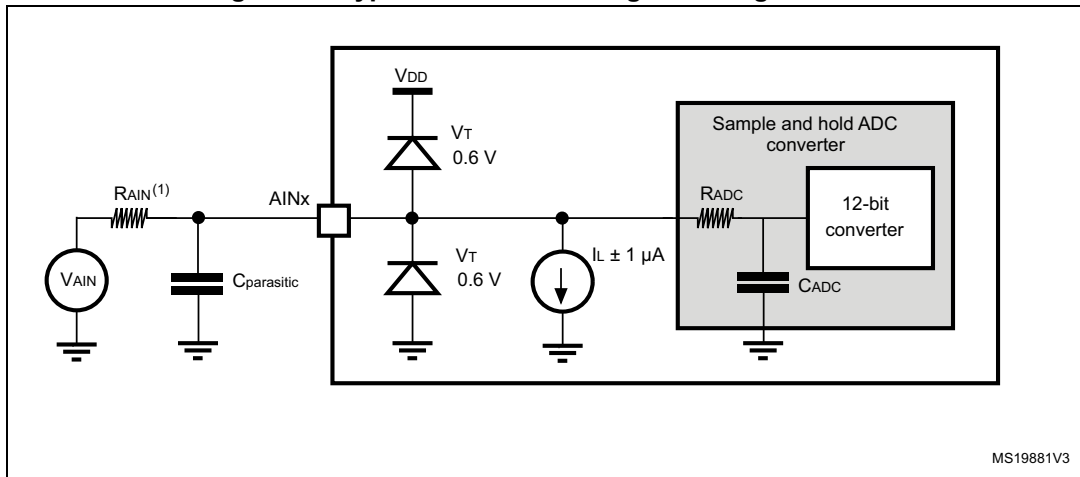 VDD
Sample and hold ADC
converter
VT
0.6 V
RAIN(1)
AINx
RADC
12-bit
converter
VAIN
Cparasitic
VT
0.6 V
IL ± 1 µA
CADC
MS19881V3